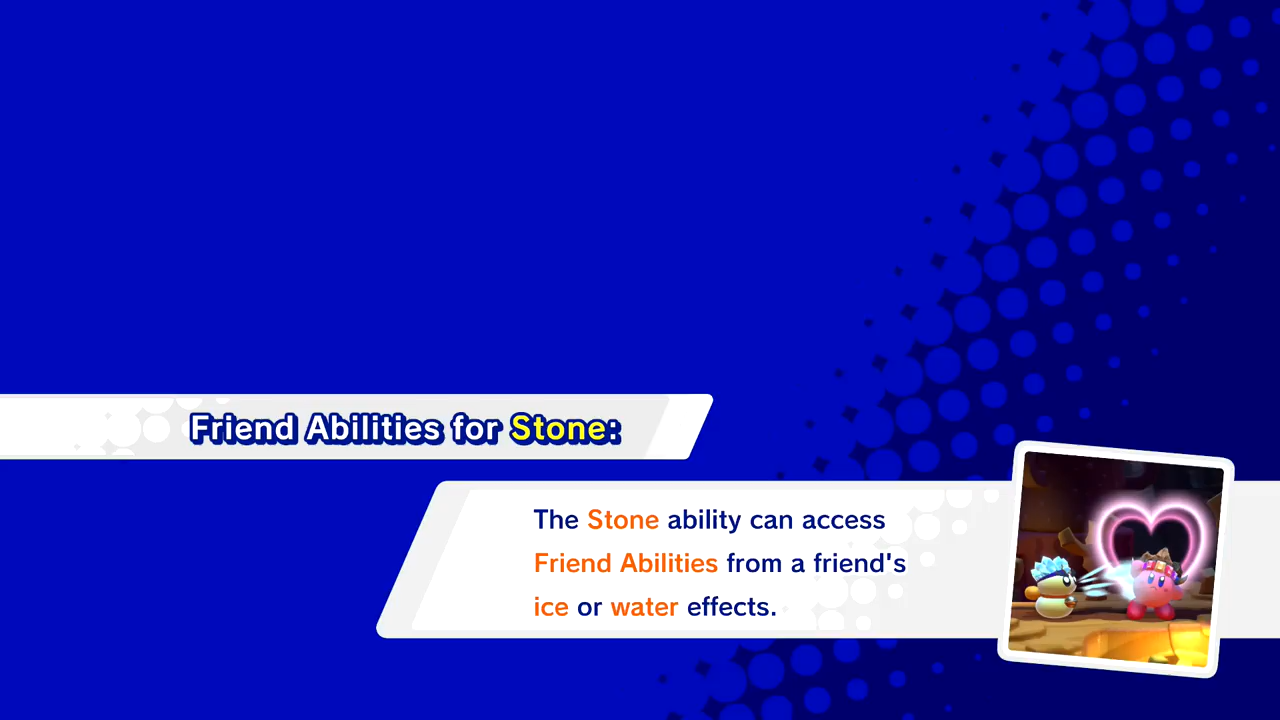 Friend Abilities for Stone:
The Stone ability can access
Friend Abilities from a friend's
ice or water effects.